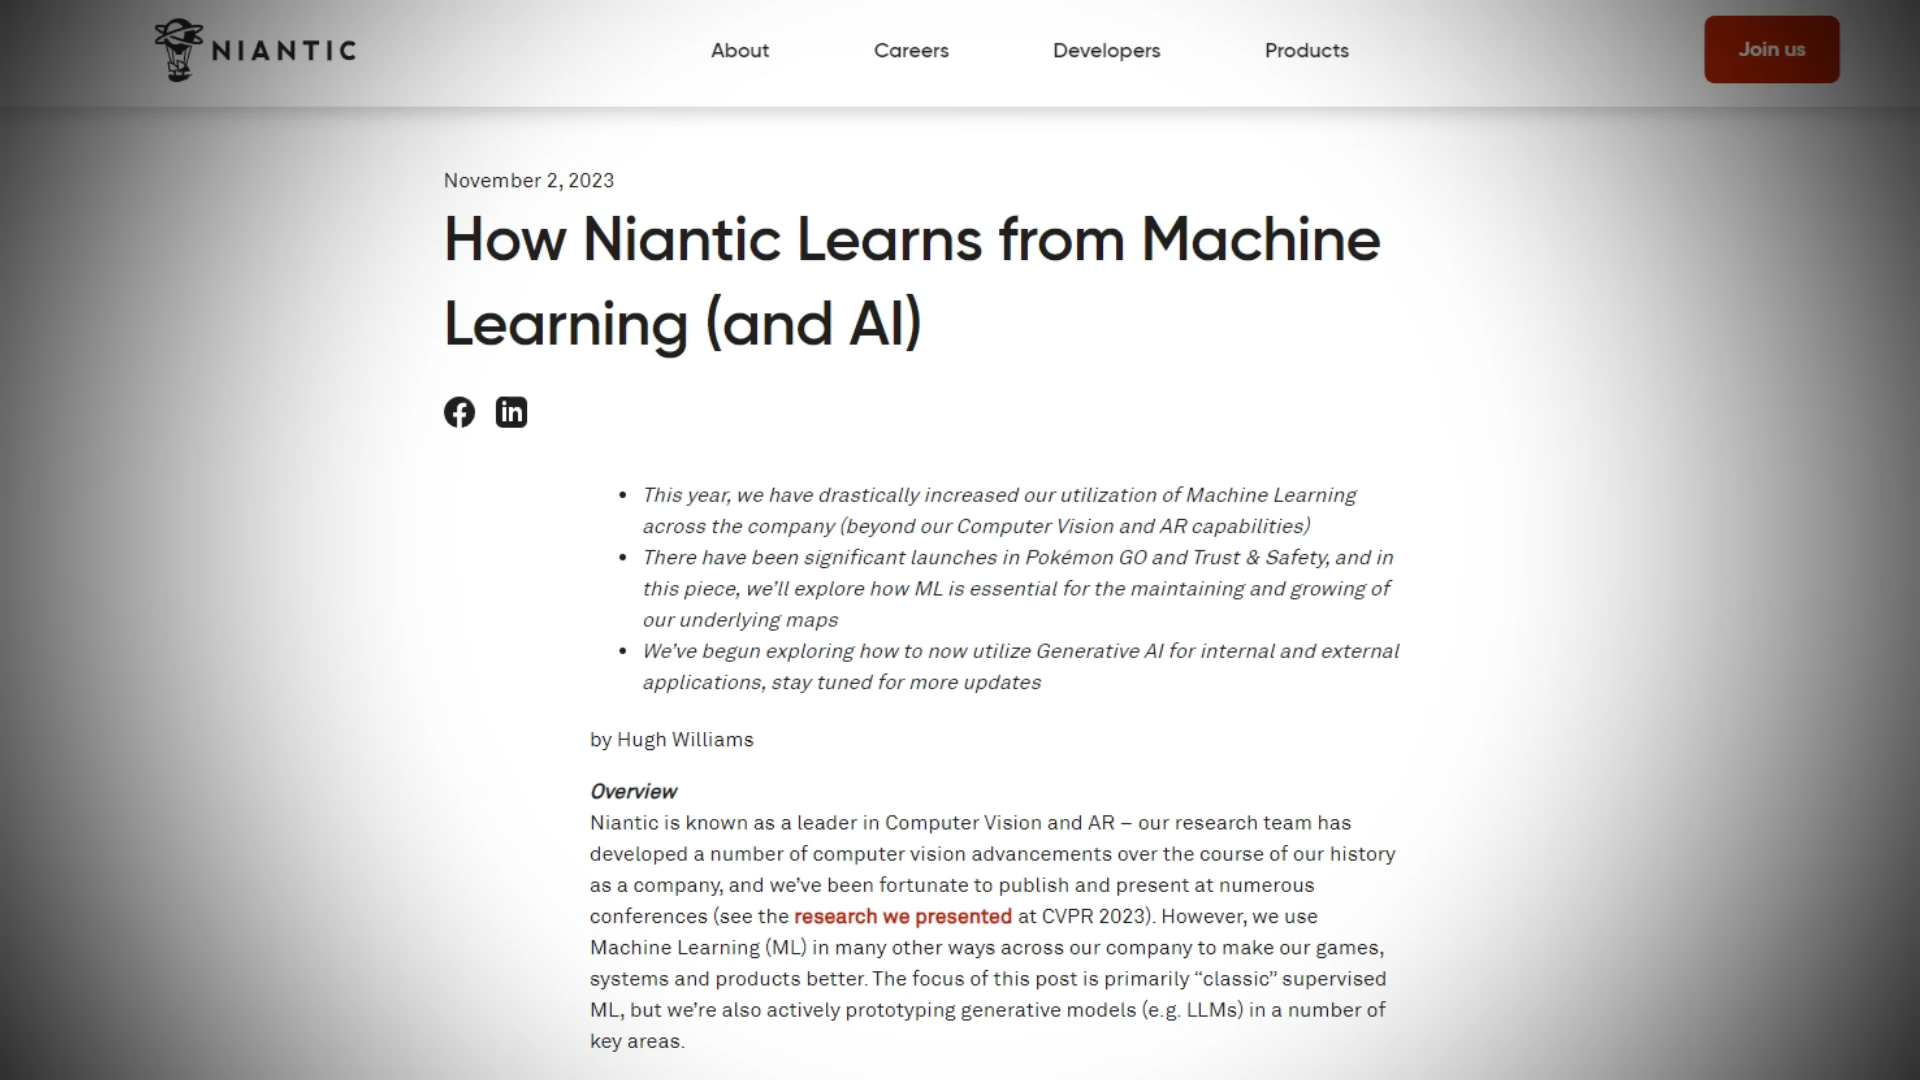 NIANTIC
About
Careers
Developers
Products
Join us
November 2, 2023
How Niantic Learns from Machine
Learning (and AI)
This year, we have drastically increased our utilization of Machine Learning
across the company (beyond our Computer Vision and AR capabilities)
There have been significant launches in Pokémon GO and Trust & Safety, and in
this piece, we’ll explore how ML is essential for the maintaining and growing of
our underlying maps
We’ve begun exploring how to now utilize Generative AI for internal and external
applications, stay tuned for more updates
by Hugh Williams
Overview
Niantic is known as a leader in Computer Vision and AR – our research team has
developed a number of computer vision advancements over the course of our history
as a company, and we’ve been fortunate to publish and present at numerous
conferences (see the research we presented at CVPR 2023). However, we use
Machine Learning (ML) in many other ways across our company to make our games,
systems and products better. The focus of this post is primarily “classic” supervised
ML, but we’re also actively prototyping generative models (e.g. LLMs) in a number of
key areas.